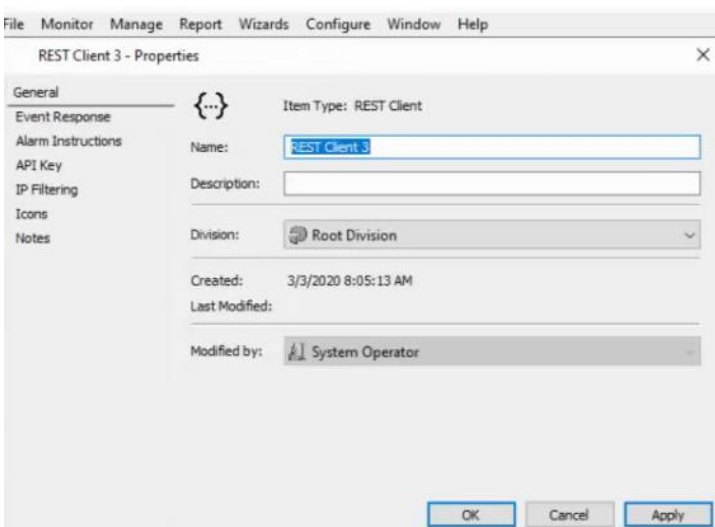 File Monitor Manage Report Wizards Configure Window Help
REST Client 3 - Properties
General
Event Response
Alarm Instructions
API Key
IP Filtering
Icons
Notes
Item Type: REST Client
Name: REST Client 3
Description:
Division: Root Division
Created: 3/3/2020 8:05:13 AM
Last Modified:
Modified by: System Operator
OK Cancel Apply